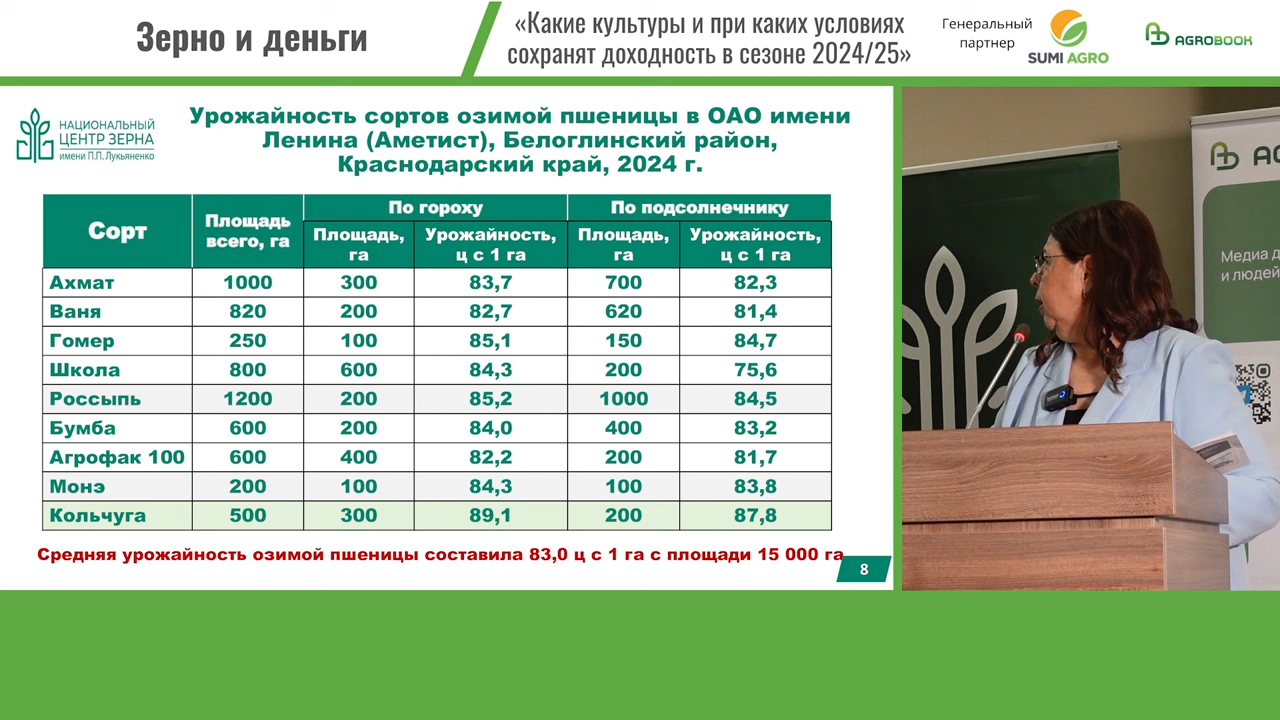 Зерно и деньги
«Какие культуры и при каких условиях
сохранят доходность в сезоне 2024/25»
Генеральный
партнер
SUMI AGRO
AGROBOOK
НАЦИОНАЛЬНЫЙ
ЦЕНТР ЗЕРНА
имени П.П. Лукьяненко
Урожайность сортов озимой пшеницы в ОАО имени
Ленина (Аметист), Белоглинский район,
Краснодарский край, 2024 г.
Сорт
Площадь
всего, га
По гороху
По подсолнечнику
Площадь,
га
Урожайность,
ц с 1 га
Площадь,
га
Урожайность,
ц с 1 га
Ахмат 1000 300 83,7 700 82,3
Ваня 820 200 82,7 620 81,4
Гомер 250 100 85,1 150 84,7
Школа 800 600 84,3 200 75,6
Россыпь 1200 200 85,2 1000 84,5
Бумба 600 200 84,0 400 83,2
Агрофак 100 600 400 82,2 200 81,7
Монэ 200 100 84,3 100 83,8
Кольчуга 500 300 89,1 200 87,8
Средняя урожайность озимой пшеницы составила 83,0 ц с 1 га с площади 15 000 га
8
Медиа д
и людей